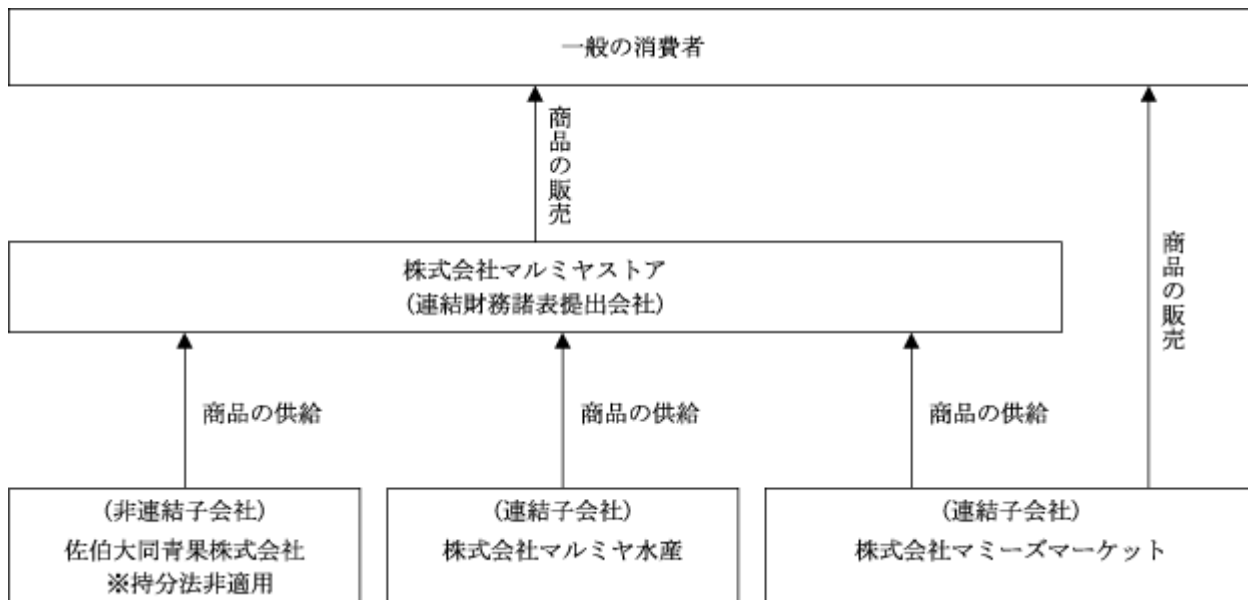 一般の消費者
商品の販売
株式会社マルミヤストア
(連結財務諸表提出会社)
商品の販売
商品の供給
商品の供給
商品の供給
(非連結子会社)
佐伯大同青果株式会社
※持分法非適用
(連結子会社)
株式会社マルミヤ水産
(連結子会社)
株式会社マミーズマーケット